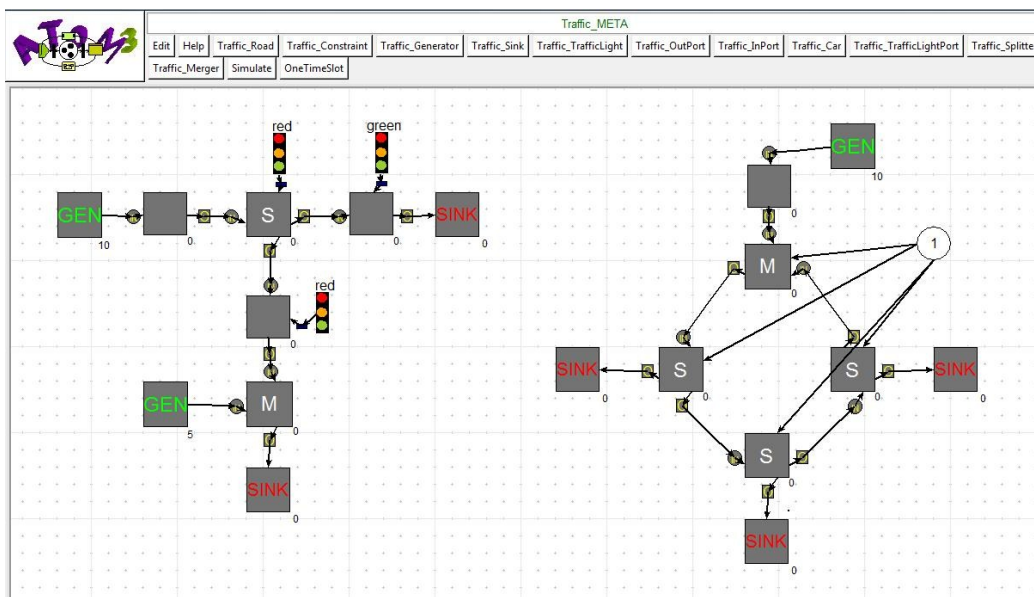 AToM3
Traffic_META
Edit Help Traffic_Road Traffic_Constraint Traffic_Generator Traffic_Sink Traffic_TrafficLight Traffic_OutPort Traffic_InPort Traffic_Car Traffic_TrafficLightPort Traffic_Splitte
Traffic_Merger Simulate OneTimeSlot
red green
GEN S SINK
10 0 0 0 0
red
0
GEN M
5 0
SINK
0
GEN
10
0
M 1
0
SINK S S SINK
0 0 0 0
S
0
SINK
0